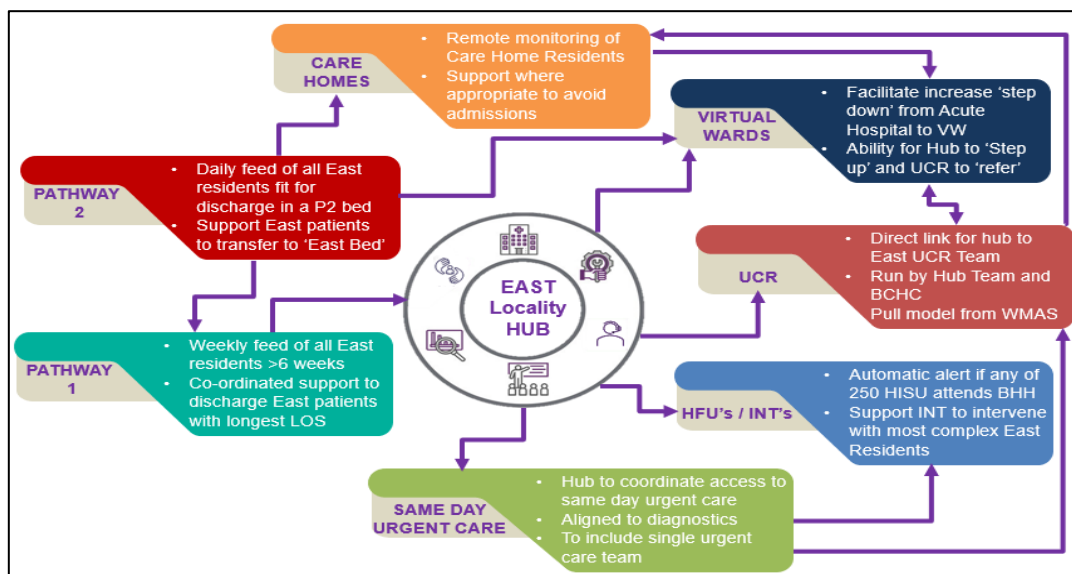 CARE
HOMES
• Remote monitoring of
Care Home Residents
• Support where
appropriate to avoid
admissions
VIRTUAL
WARDS
• Facilitate increase ‘step
down’ from Acute
Hospital to VW
• Ability for Hub to ‘Step
up’ and UCR to ‘refer’
PATHWAY
2
• Daily feed of all East
residents fit for
discharge in a P2 bed
• Support East patients
to transfer to ‘East Bed’
EAST
Locality
HUB
UCR
• Direct link for hub to
East UCR Team
• Run by Hub Team and
BCHC
Pull model from WMAS
PATHWAY
1
• Weekly feed of all East
residents >6 weeks
• Co-ordinated support to
discharge East patients
with longest LOS
HFU's / INT's
• Automatic alert if any of
250 HISU attends BHH
• Support INT to intervene
with most complex East
Residents
SAME DAY
URGENT CARE
• Hub to coordinate access to
same day urgent care
• Aligned to diagnostics
• To include single urgent
care team